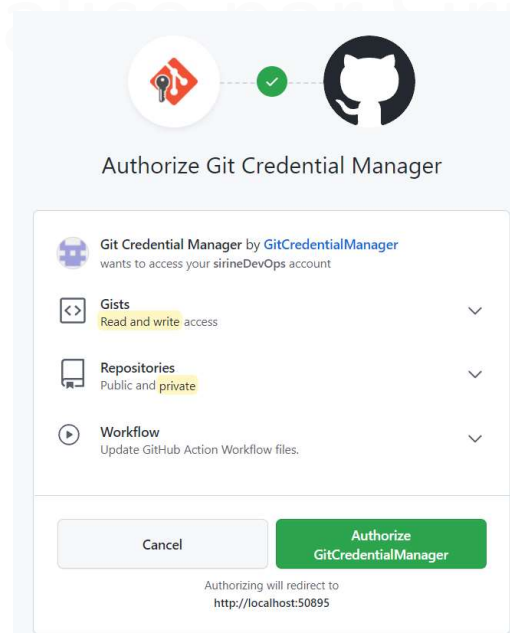 Authorize Git Credential Manager
Git Credential Manager by GitCredentialManager
wants to access your sirineDevOps account
Gists
Read and write access
Repositories
Public and private
Workflow
Update GitHub Action Workflow files.
Cancel
Authorize
GitCredentialManager
Authorizing will redirect to
http://localhost:50895